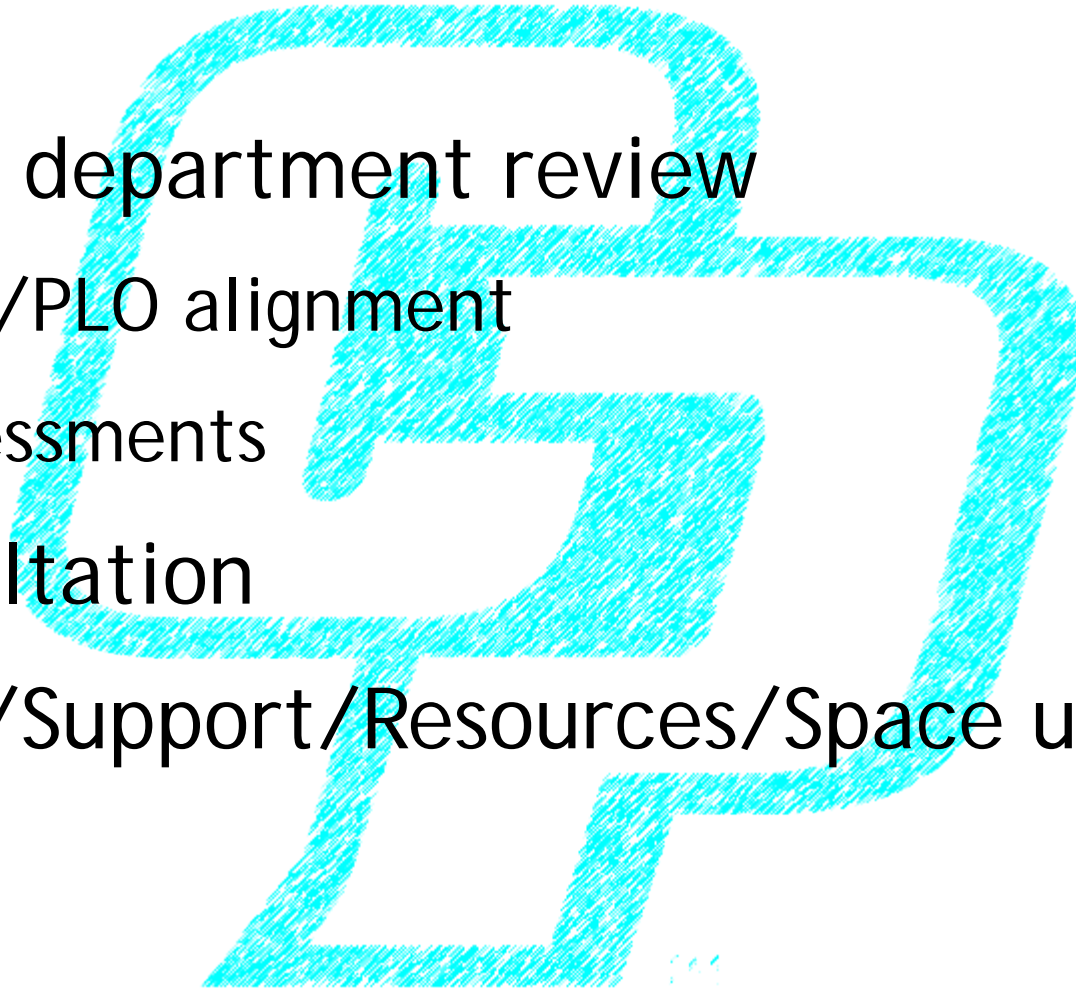 department review
/PLO alignment
essments
ltation
/Support/Resources/Space u